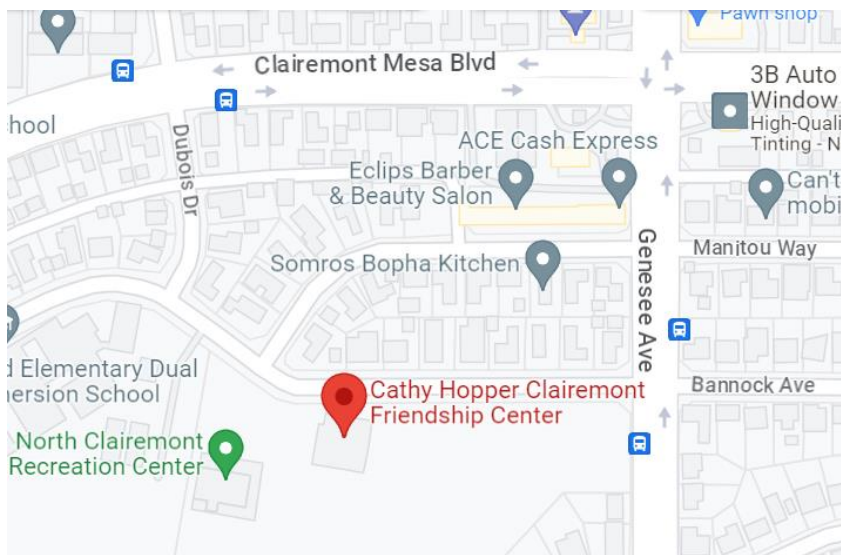 Pawn shop
Clairemont Mesa Blvd
3B Auto
Window
High-Quali
Tinting - N
hool
Dubois Dr
ACE Cash Express
Eclips Barber
& Beauty Salon
Can't
mobi
Genesee Ave
Manitou Way
Somros Bopha Kitchen
d Elementary Dual
nersion School
Cathy Hopper Clairemont
Friendship Center
Bannock Ave
North Clairemont
Recreation Center